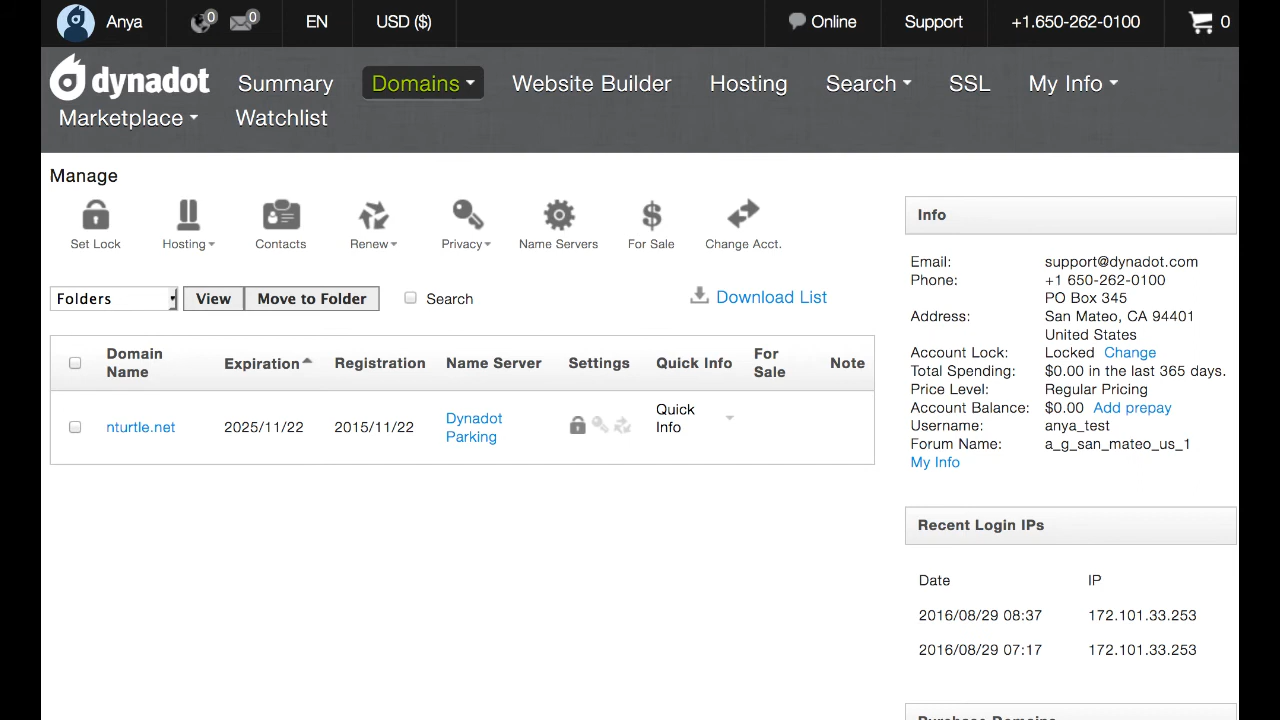 Anya
0
0
EN
USD ($)
Online
Support
+1.650-262-0100
0
dynadot
Summary
Domains
Website Builder
Hosting
Search
SSL
My Info
Marketplace
Watchlist
Manage
Set Lock
Hosting
Contacts
Renew
Privacy
Name Servers
For Sale
Change Acct.
Folders
View
Move to Folder
Search
Download List
Domain Name
Expiration
Registration
Name Server
Settings
Quick Info
For Sale
Note
nturtle.net
2025/11/22
2015/11/22
Dynadot Parking
Quick Info
Info
Email: support@dynadot.com
Phone: +1 650-262-0100
PO Box 345
Address: San Mateo, CA 94401
United States
Account Lock: Locked Change
Total Spending: $0.00 in the last 365 days.
Price Level: Regular Pricing
Account Balance: $0.00 Add prepay
Username: anya_test
Forum Name: a_g_san_mateo_us_1
My Info
Recent Login IPs
Date IP
2016/08/29 08:37 172.101.33.253
2016/08/29 07:17 172.101.33.253
Purchase Domains